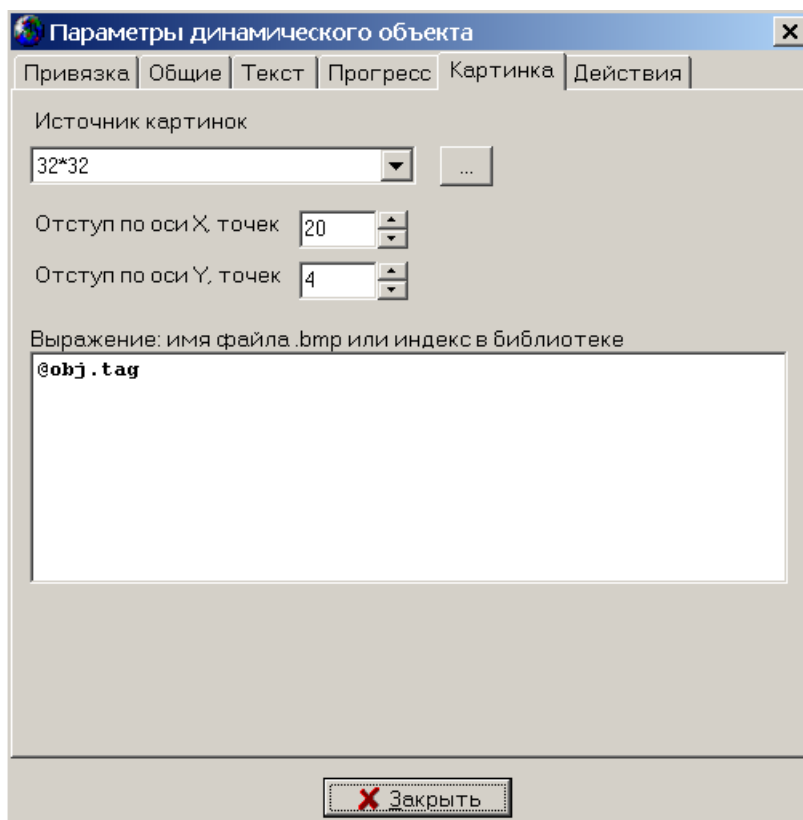 Параметры динамического объекта
Привязка Общие Текст Прогресс Картинка Действия
Источник картинок
32*32 ...
Отступ по оси X, точек 20
Отступ по оси Y, точек 4
Выражение: имя файла .bmp или индекс в библиотеке
@obj.tag
Закрыть